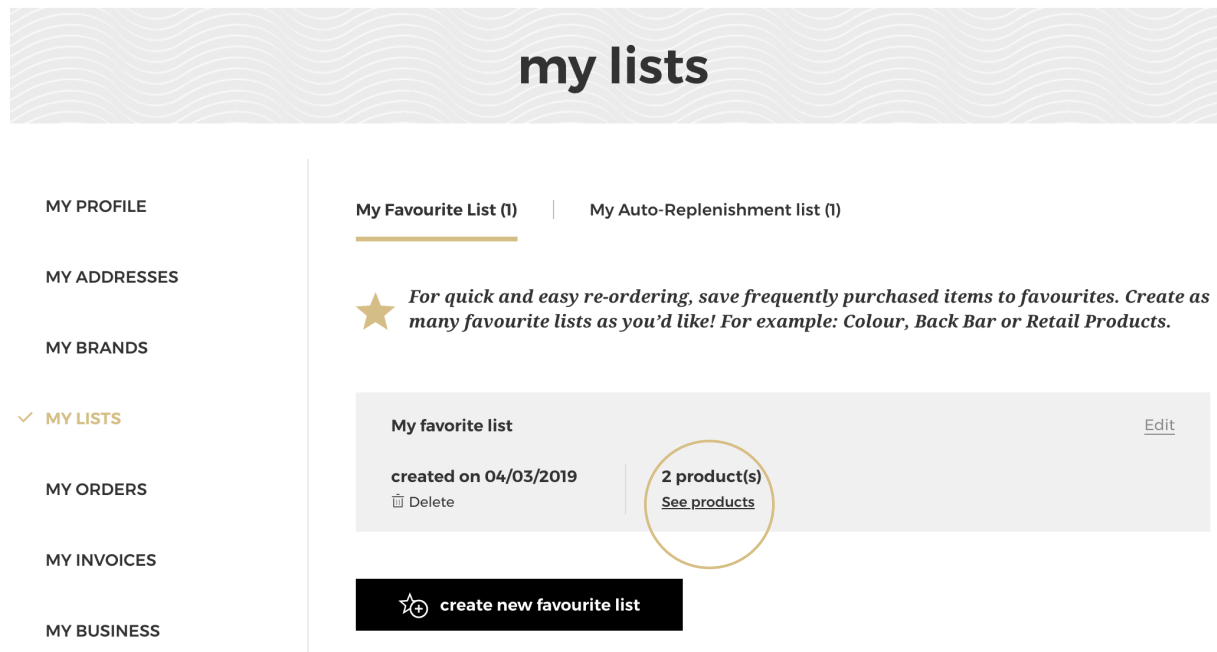 my lists
MY PROFILE
MY ADDRESSES
MY BRANDS
MY LISTS
MY ORDERS
MY INVOICES
MY BUSINESS
My Favourite List (1)
My Auto-Replenishment list (1)
For quick and easy re-ordering, save frequently purchased items to favourites. Create as
many favourite lists as you’d like! For example: Colour, Back Bar or Retail Products.
My favorite list
Edit
created on 04/03/2019
Delete
2 product(s)
See products
create new favourite list